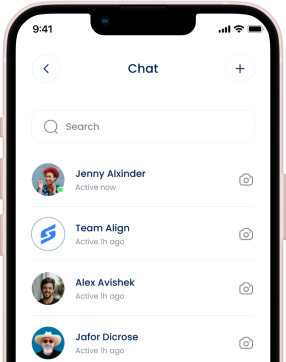 9:41
Chat
Search
Jenny Alxinder
Active now
Team Align
Active 1h ago
Alex Avishek
Active 1h ago
Jafor Dicrose
Active 1h ago